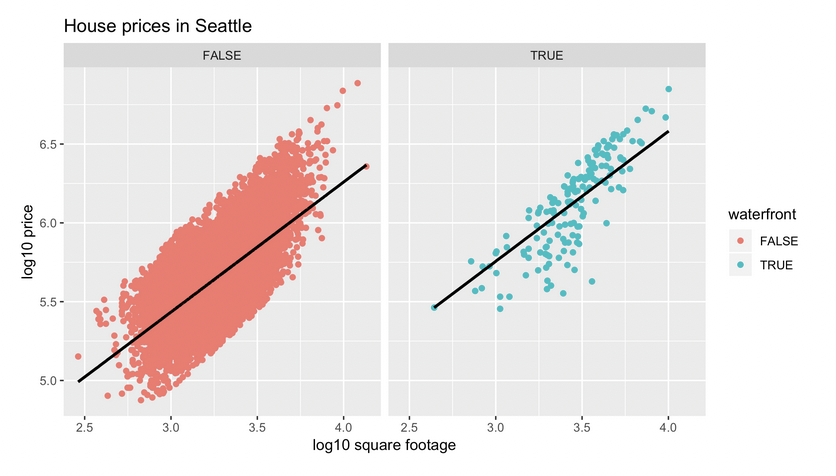 House prices in Seattle
FALSE
TRUE
log10 price
6.5
6.0
5.5
5.0
2.5
3.0
3.5
4.0
2.5
3.0
3.5
4.0
log10 square footage
waterfront
FALSE
TRUE